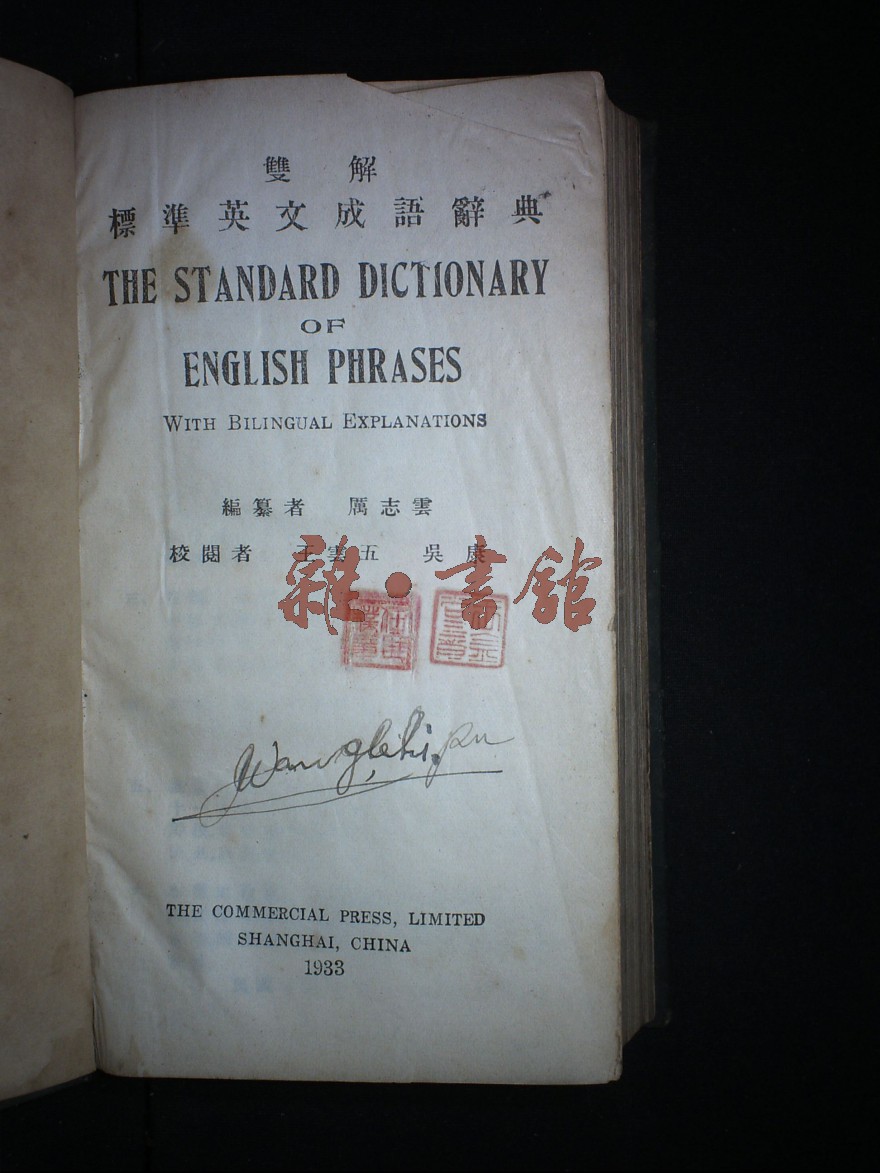 雙解
標準英文成語辭典
THE STANDARD DICTIONARY
OF
ENGLISH PHRASES
WITH BILINGUAL EXPLANATIONS
編纂者 厲志雲
校閱者 王雲五 吳康
雜·書館
THE COMMERCIAL PRESS, LIMITED
SHANGHAI, CHINA
1933